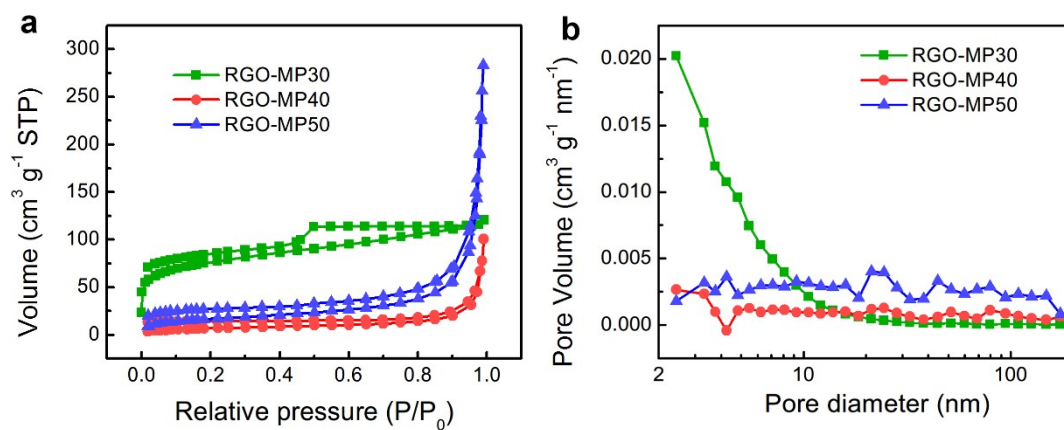 a
300
250
200
150
100
50
0
Volume (cm³ g⁻¹ STP)
RGO-MP30
RGO-MP40
RGO-MP50
0.0 0.2 0.4 0.6 0.8 1.0
Relative pressure (P/P₀)
b
0.020
0.015
0.010
0.005
0.000
Pore Volume (cm³ g⁻¹ nm⁻¹)
RGO-MP30
RGO-MP40
RGO-MP50
2 10 100
Pore diameter (nm)